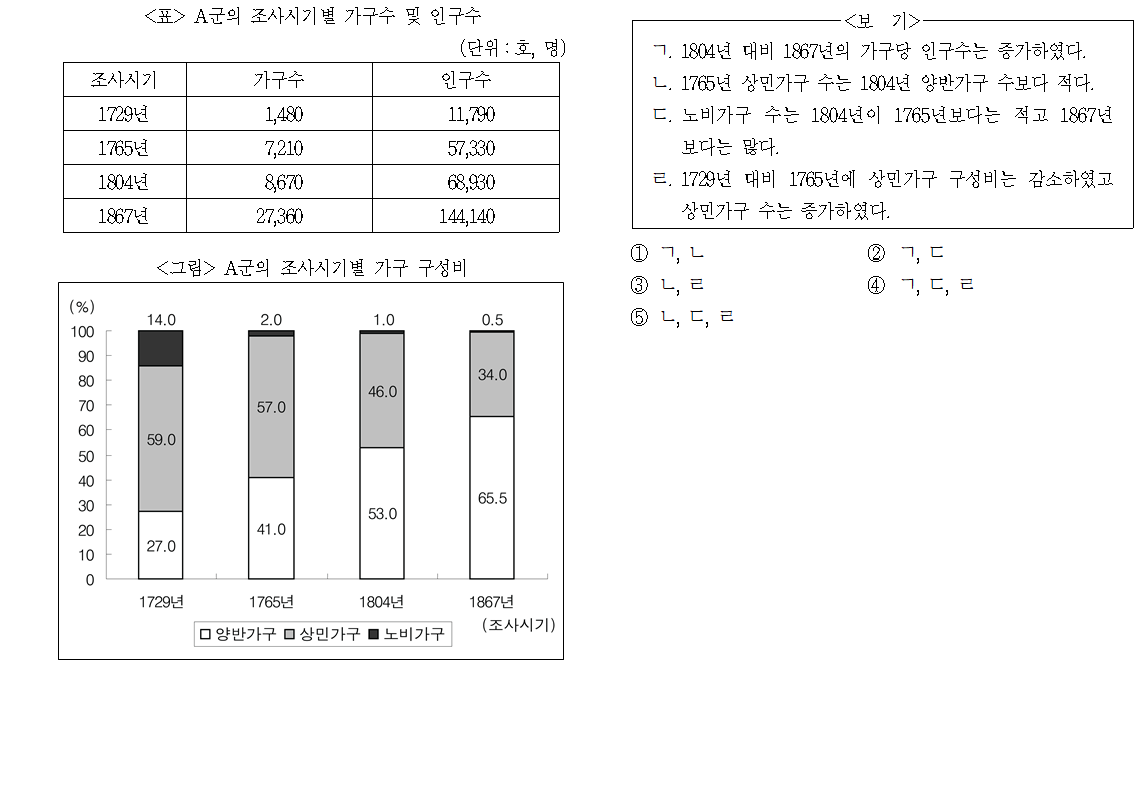 <표> A군의 조사시기별 가구수 및 인구수
(단위 : 호, 명)
조사시기 가구수 인구수
1729년 1,480 11,790
1765년 7,210 57,330
1804년 8,670 68,930
1867년 27,360 144,140
<그림> A군의 조사시기별 가구 구성비
(%)
14.0 2.0 1.0 0.5
100
90
80
70
60
50
40
30
20
10
0
59.0 57.0 46.0 34.0
27.0 41.0 53.0 65.5
1729년 1765년 1804년 1867년
(조사시기)
양반가구 상민가구 노비가구
<보 기>
ㄱ. 1804년 대비 1867년의 가구당 인구수는 증가하였다.
ㄴ. 1765년 상민가구 수는 1804년 양반가구 수보다 적다.
ㄷ. 노비가구 수는 1804년이 1765년보다는 적고 1867년
보다는 많다.
ㄹ. 1729년 대비 1765년에 상민가구 구성비는 감소하였고
상민가구 수는 증가하였다.
① ㄱ, ㄴ ② ㄱ, ㄷ
③ ㄴ, ㄹ ④ ㄱ, ㄷ, ㄹ
⑤ ㄴ, ㄷ, ㄹ